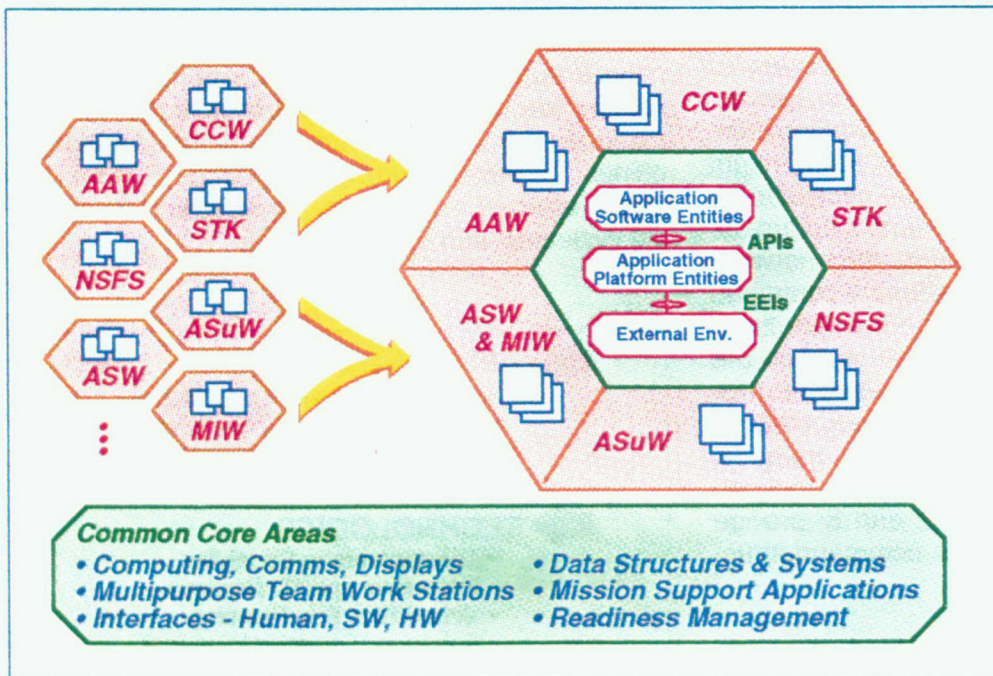 CCW
AAW
STK
NSFS
ASuW
ASW
MIW
CCW
AAW
STK
Application
Software Entities
APIs
Application
Platform Entities
EEIs
External Env.
ASW
& MIW
NSFS
ASuW
Common Core Areas
• Computing, Comms, Displays
• Multipurpose Team Work Stations
• Interfaces - Human, SW, HW
• Data Structures & Systems
• Mission Support Applications
• Readiness Management